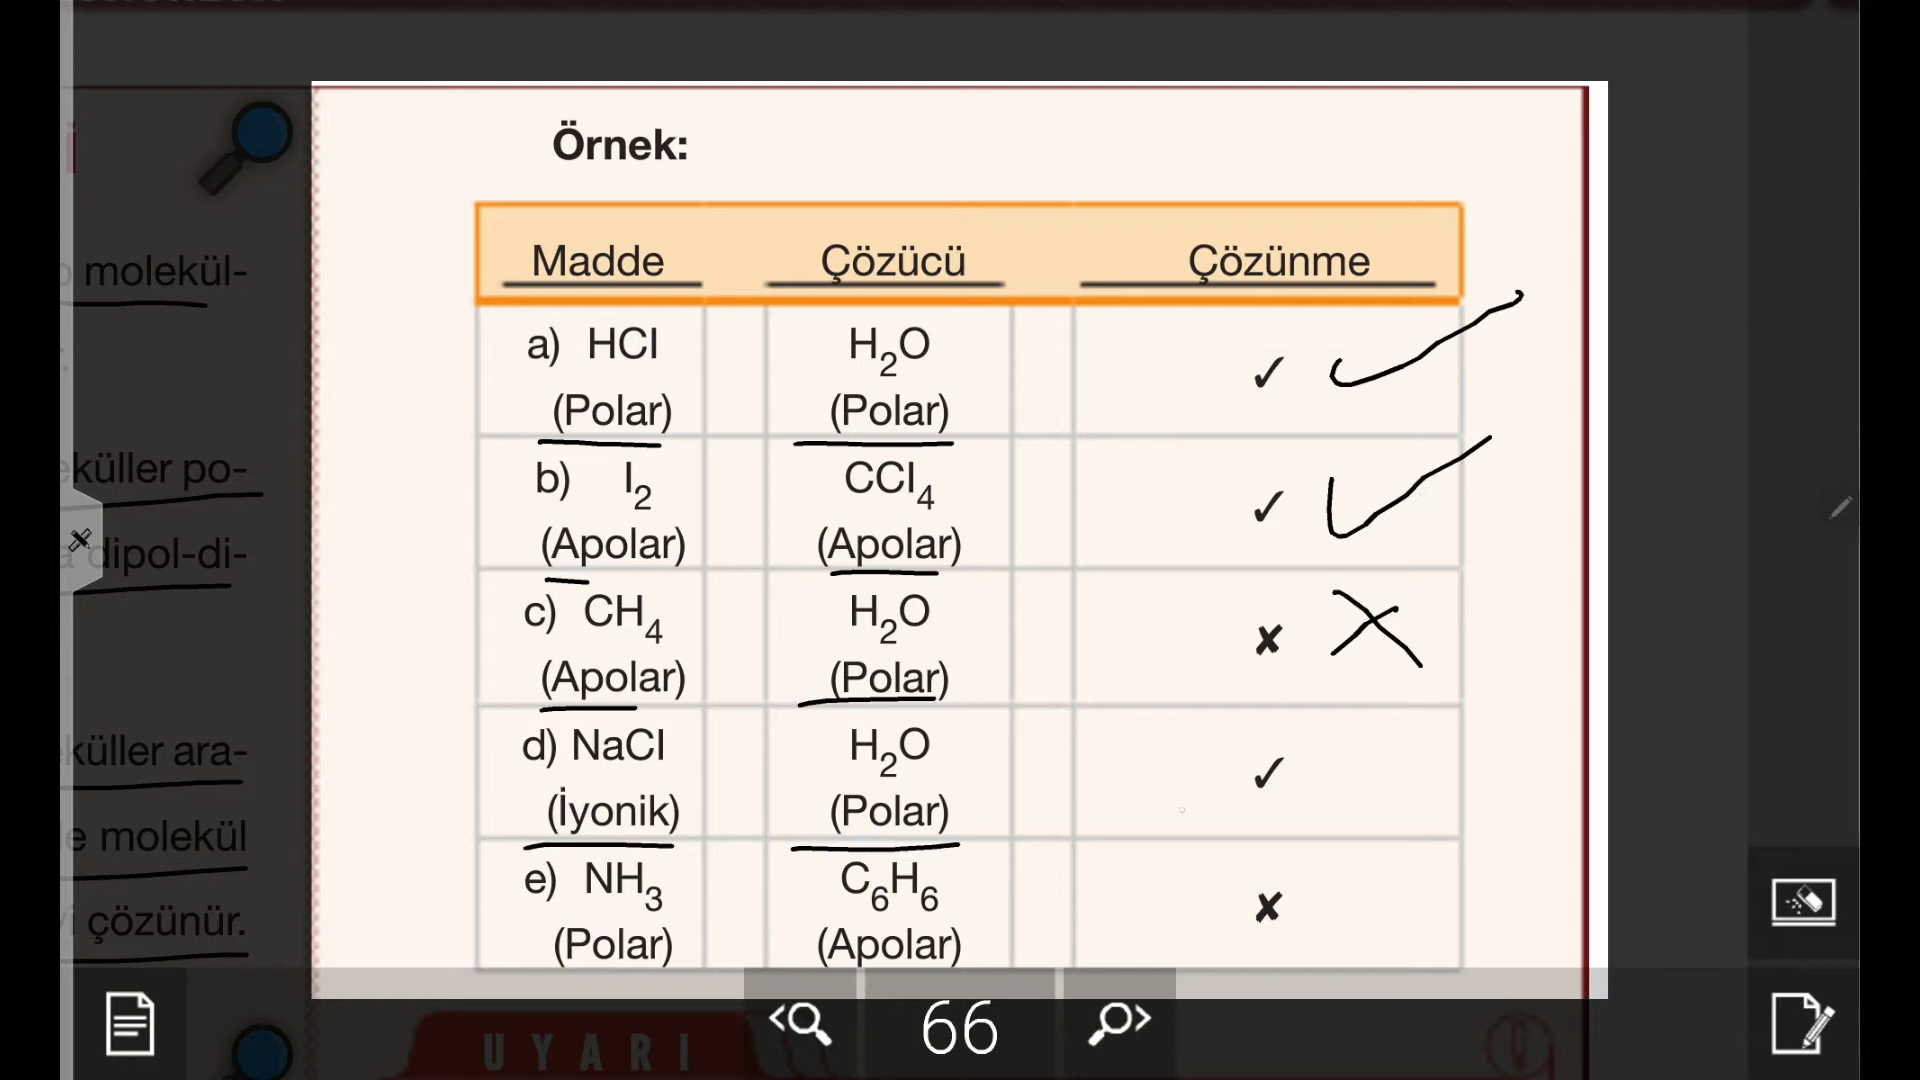 molekül-
eküller po-
a dipol-di-
küller ara-
e molekül
i çözünür.
Örnek:
Madde Çözücü Çözünme
a) HCl H2O ✓
(Polar) (Polar)
b) I2 CCl4 ✓
(Apolar) (Apolar)
c) CH4 H2O ✘
(Apolar) (Polar)
d) NaCl H2O ✓
(İyonik) (Polar)
e) NH3 C6H6 ✘
(Polar) (Apolar)
66
UYARI